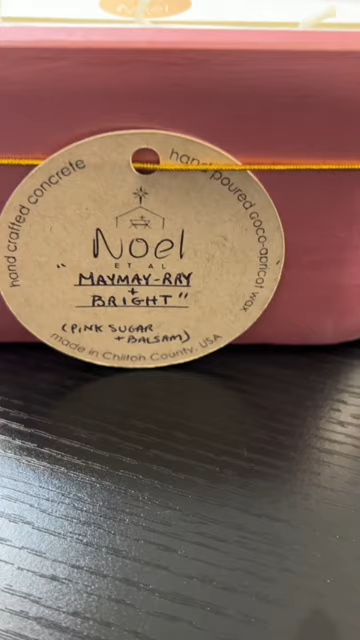 Noel
hand crafted concrete
hand poured coco-apricot wax
Noel
ET AL
"MAYMAY-RRY
+
BRIGHT"
(PINK SUGAR
+ BALSAM)
made in Chilton County, USA